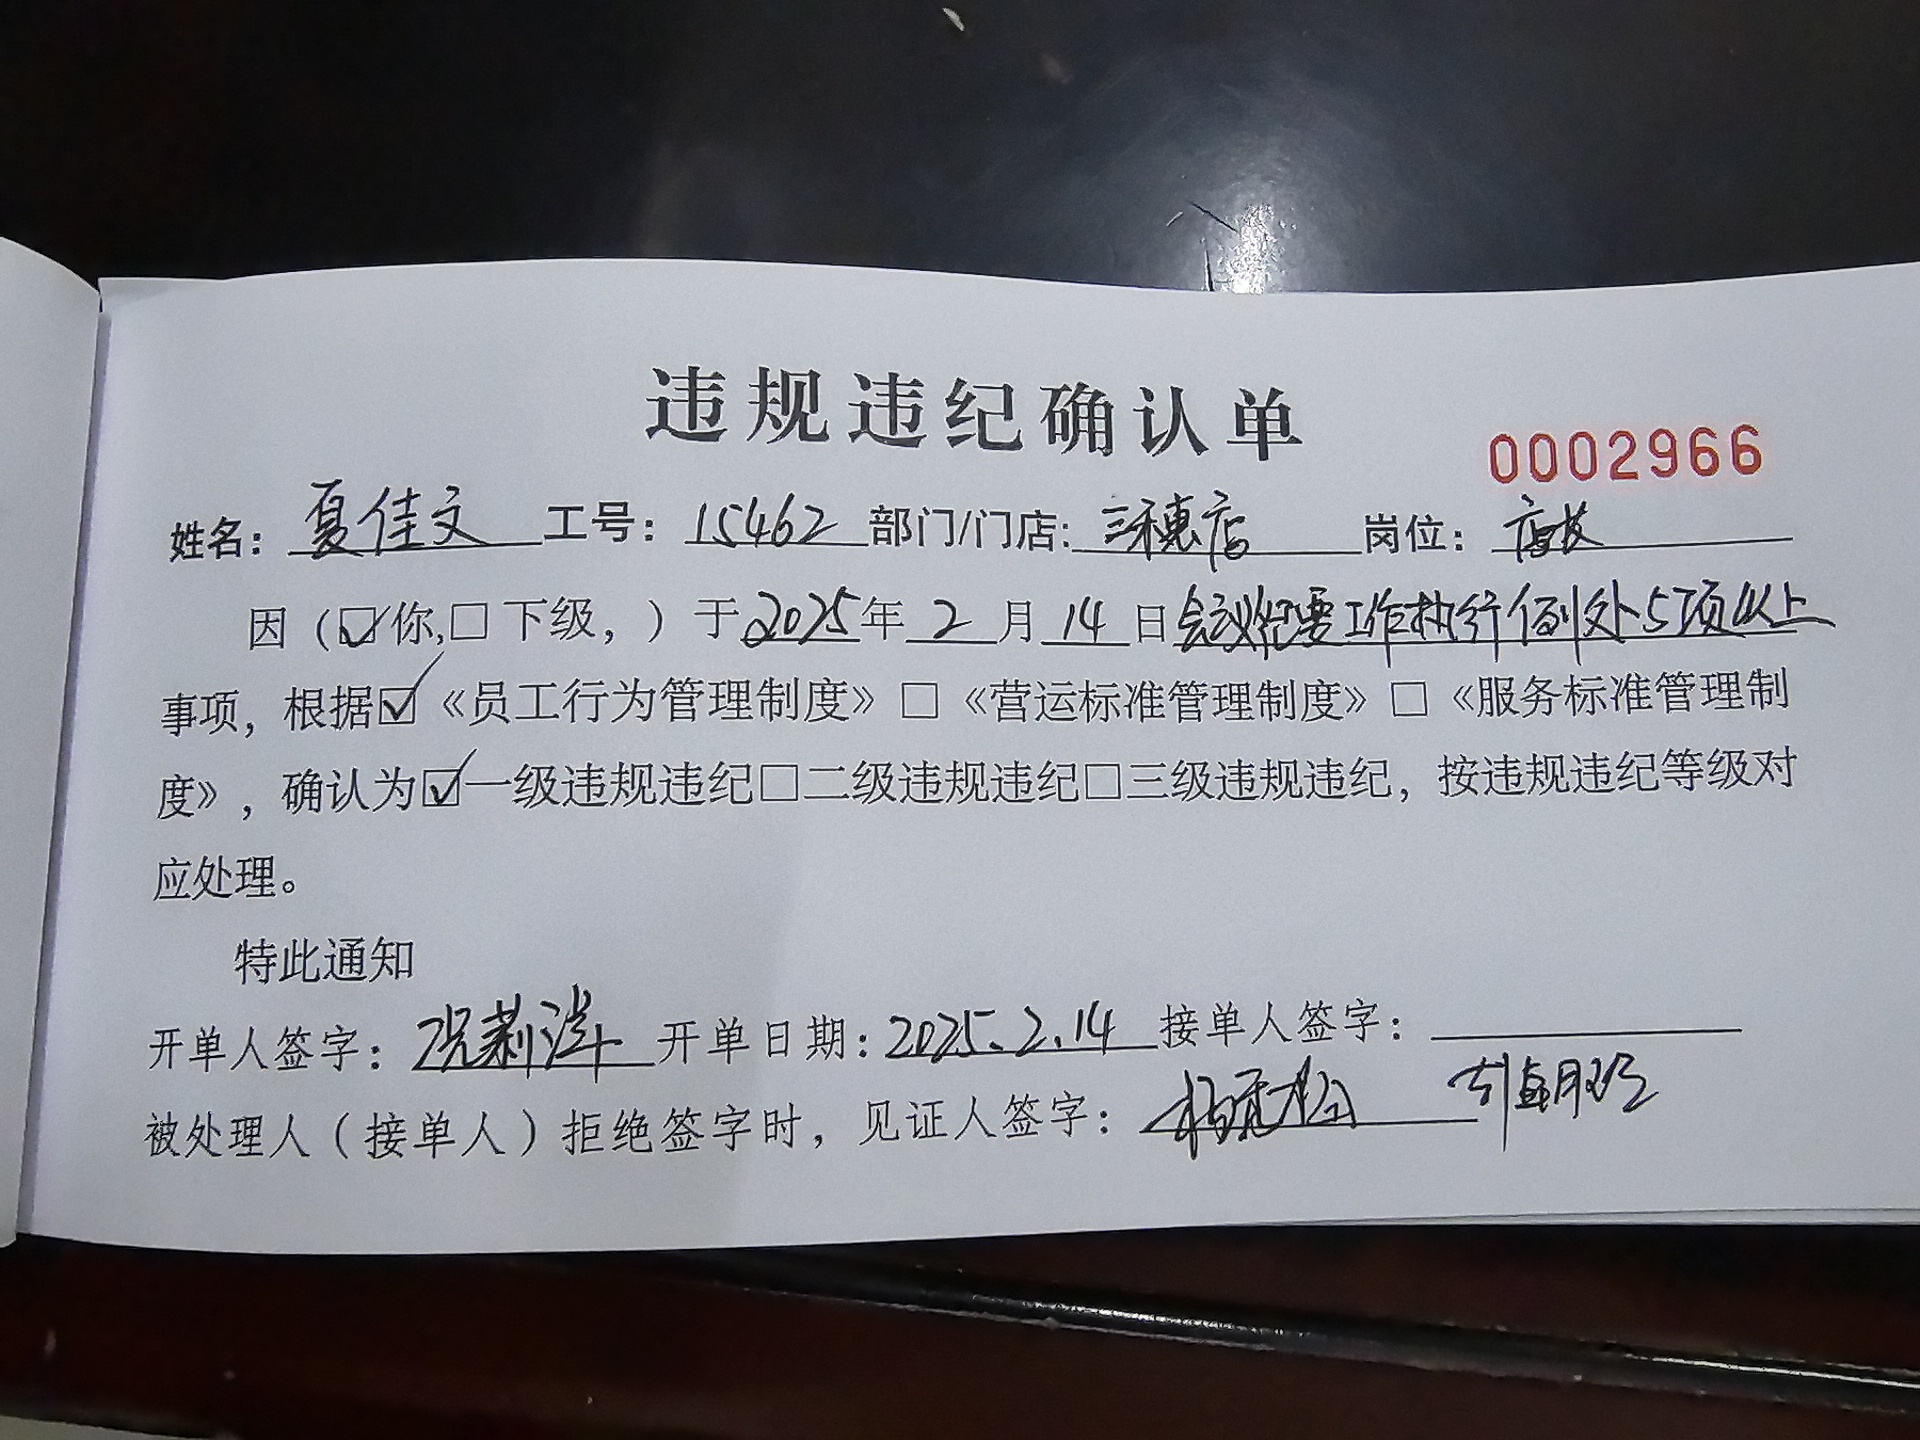 违规违纪确认单
0002966
姓名：夏佳文 工号：15462 部门/门店：三穗店 岗位：店技
因（☑你,□下级，）于2025年2月14日会议纪要工作执行例外5项以上
事项，根据☑《员工行为管理制度》□《营运标准管理制度》□《服务标准管理制
度》，确认为☑一级违规违纪□二级违规违纪□三级违规违纪，按违规违纪等级对
应处理。
特此通知
开单人签字： 开单日期：2025.2.14 接单人签字：
被处理人（接单人）拒绝签字时，见证人签字：